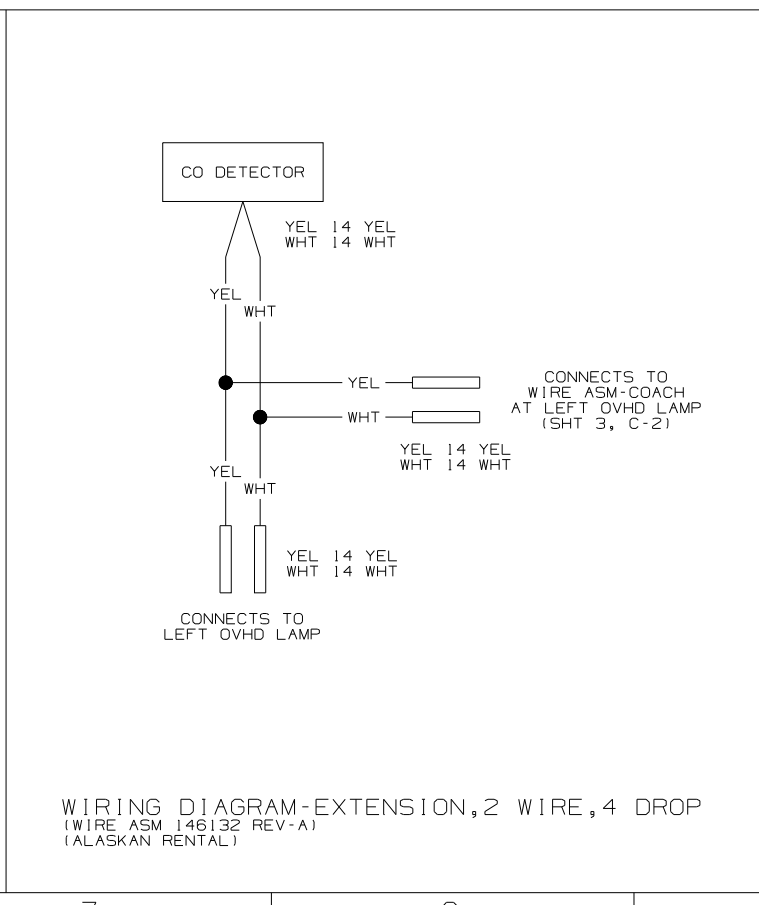 CO DETECTOR
YEL 14 YEL
WHT 14 WHT
YEL
WHT
YEL
WHT
CONNECTS TO
WIRE ASM-COACH
AT LEFT OVHD LAMP
(SHT 3, C-2)
YEL 14 YEL
WHT 14 WHT
YEL
WHT
YEL 14 YEL
WHT 14 WHT
CONNECTS TO
LEFT OVHD LAMP
WIRING DIAGRAM-EXTENSION,2 WIRE,4 DROP
(WIRE ASM 146132 REV-A)
(ALASKAN RENTAL)